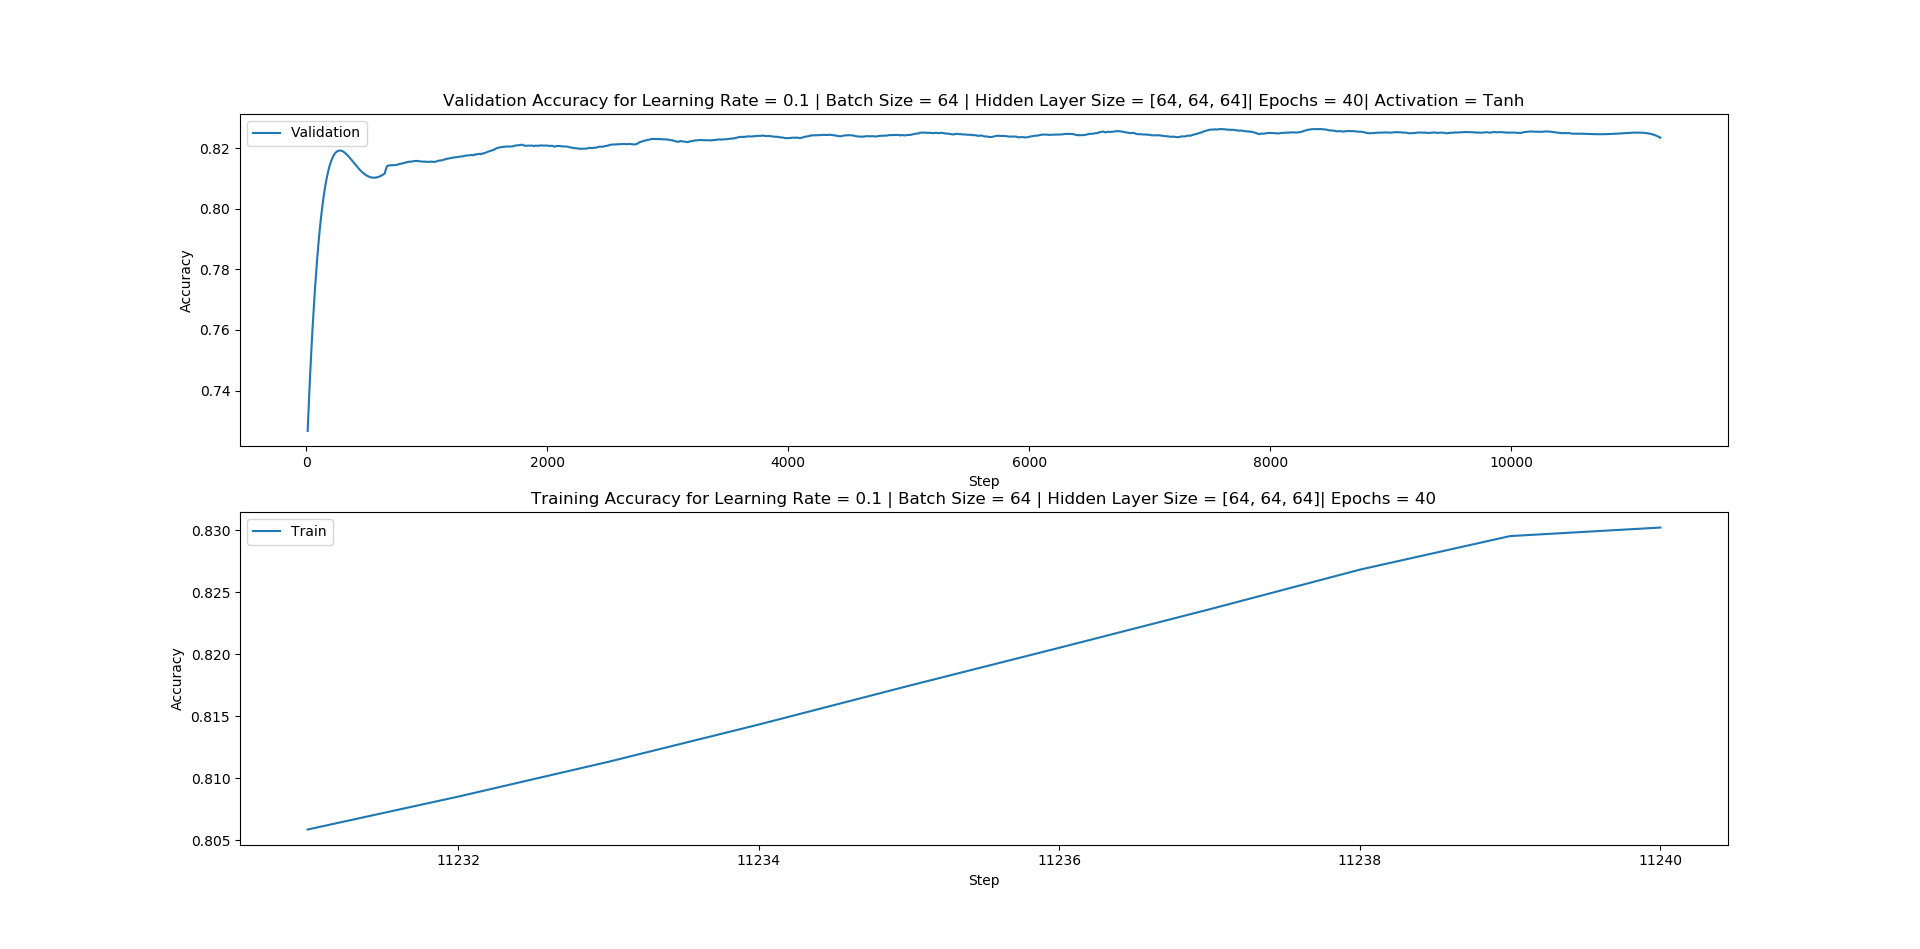 Validation Accuracy for Learning Rate = 0.1 | Batch Size = 64 | Hidden Layer Size = [64, 64, 64]| Epochs = 40| Activation = Tanh
Validation
0.82
0.80
0.78
0.76
0.74
Accuracy
0 2000 4000 6000 8000 10000
Step
Training Accuracy for Learning Rate = 0.1 | Batch Size = 64 | Hidden Layer Size = [64, 64, 64]| Epochs = 40
Train
0.830
0.825
0.820
0.815
0.810
0.805
Accuracy
11232 11234 11236 11238 11240
Step